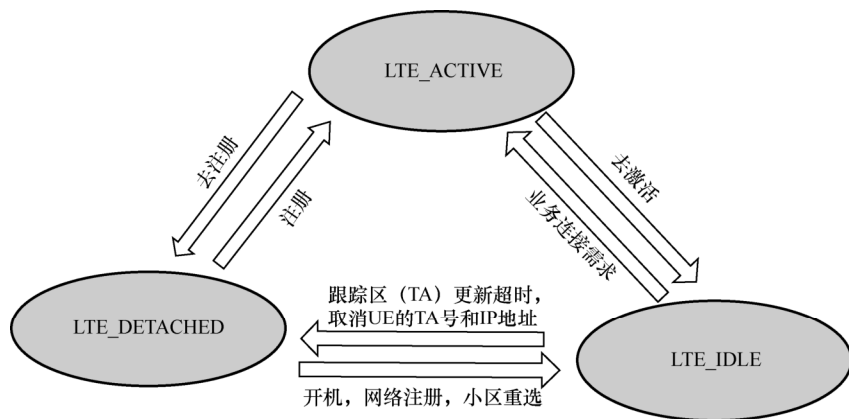 LTE_ACTIVE
去注册
注册
去激活
业务连接需求
跟踪区（TA）更新超时，
取消UE的TA号和IP地址
LTE_DETACHED
LTE_IDLE
开机，网络注册，小区重选